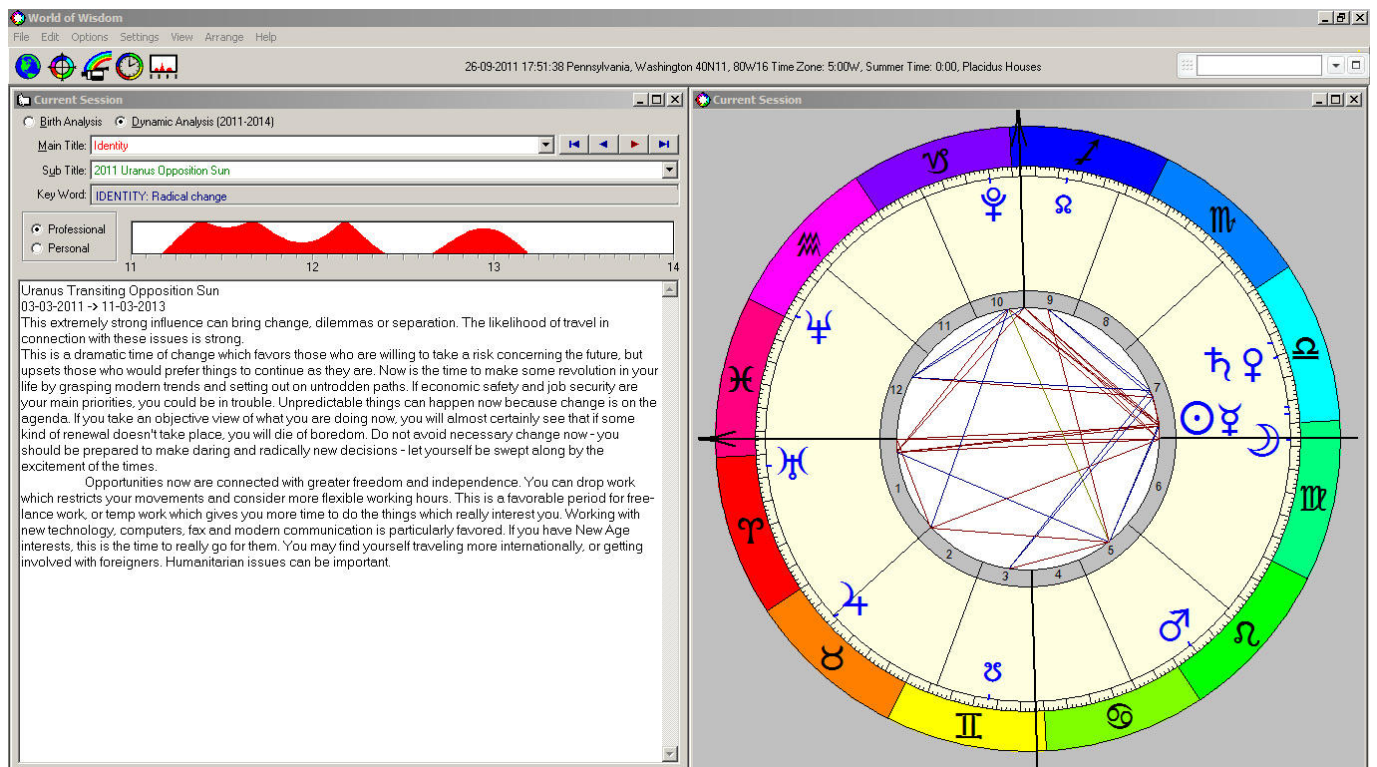 World of Wisdom
File Edit Options Settings View Arrange Help
26-09-2011 17:51:38 Pennsylvania, Washington 40N11, 80W16 Time Zone: 5:00W, Summer Time: 0:00, Placidus Houses
Current Session
Birth Analysis Dynamic Analysis (2011-2014)
Main Title: Identity
Sub Title: 2011 Uranus Opposition Sun
Key Word: IDENTITY: Radical change
Professional
Personal
11 12 13 14
Uranus Transiting Opposition Sun
03-03-2011 -> 11-03-2013
This extremely strong influence can bring change, dilemmas or separation. The likelihood of travel in
connection with these issues is strong.
This is a dramatic time of change which favors those who are willing to take a risk concerning the future, but
upsets those who would prefer things to continue as they are. Now is the time to make some revolution in your
life by grasping modern trends and setting out on untrodden paths. If economic safety and job security are
your main priorities, you could be in trouble. Unpredictable things can happen now because change is on the
agenda. If you take an objective view of what you are doing now, you will almost certainly see that if some
kind of renewal doesn't take place, you will die of boredom. Do not avoid necessary change now - you
should be prepared to make daring and radically new decisions - let yourself be swept along by the
excitement of the times.
Opportunities now are connected with greater freedom and independence. You can drop work
which restricts your movements and consider more flexible working hours. This is a favorable period for free-
lance work, or temp work which gives you more time to do the things which really interest you. Working with
new technology, computers, fax and modern communication is particularly favored. If you have New Age
interests, this is the time to really go for them. You may find yourself traveling more internationally, or getting
involved with foreigners. Humanitarian issues can be important.
Current Session
♑ ♐
♒ ♏
♇ ☊
10 9
11 8
♆
♄ ♀ ♎
♓
12 7
☉ ☿ ☽
♅
1 6
♈ ♍
2 5
3 4
♃ ♂
♌
♉ ☋
♊ ♋